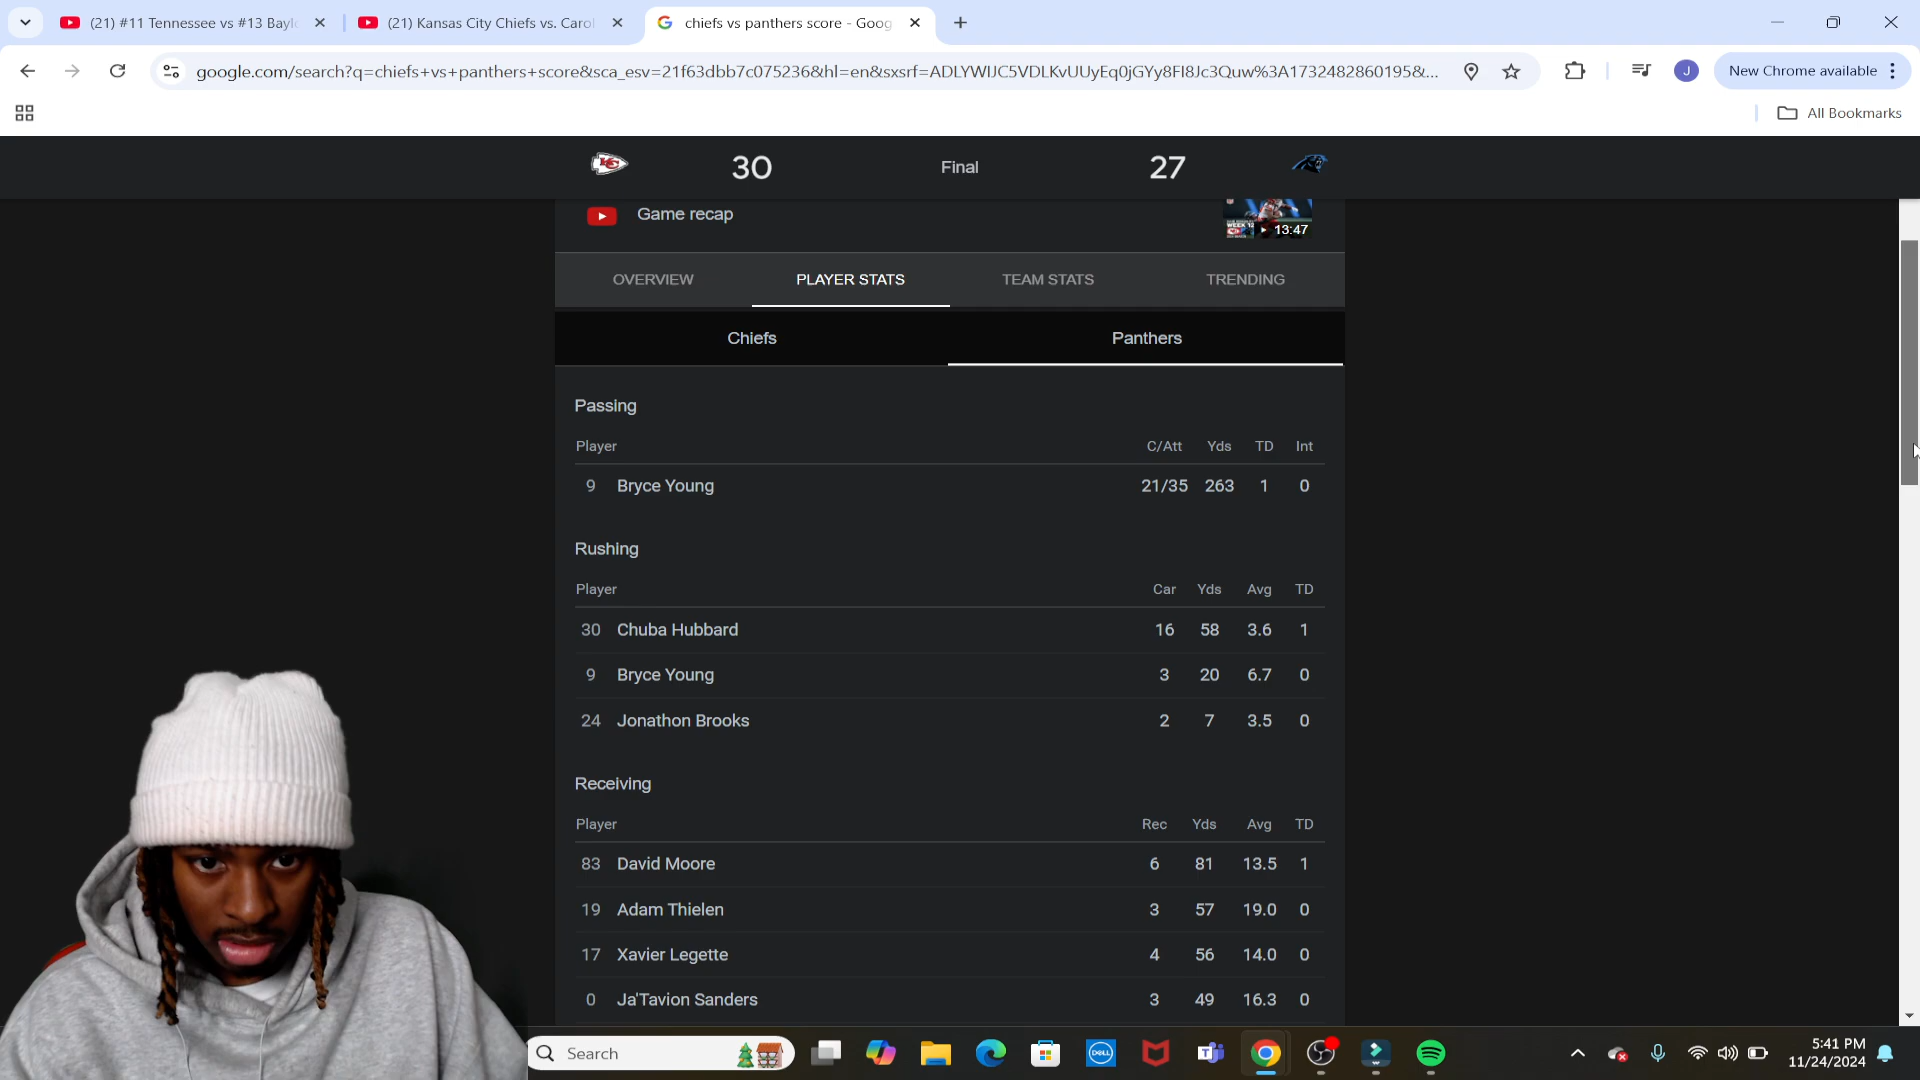 (21) #11 Tennessee vs #13 Bayl
(21) Kansas City Chiefs vs. Caro
chiefs vs panthers score - Goog
google.com/search?q=chiefs+vs+panthers+score&sca_esv=21f63dbb7c075236&hl=en&sxsrf=ADLYWIJC5VDLKvUUyEq0jGYy8FI8Jc3Quw%3A1732482860195&...
J
New Chrome available
All Bookmarks
KC 30 Final 27
Game recap
WEEK 12
13:47
OVERVIEW PLAYER STATS TEAM STATS TRENDING
Chiefs Panthers
Passing
Player C/Att Yds TD Int
9 Bryce Young 21/35 263 1 0
Rushing
Player Car Yds Avg TD
30 Chuba Hubbard 16 58 3.6 1
9 Bryce Young 3 20 6.7 0
24 Jonathon Brooks 2 7 3.5 0
Receiving
Player Rec Yds Avg TD
83 David Moore 6 81 13.5 1
19 Adam Thielen 3 57 19.0 0
17 Xavier Legette 4 56 14.0 0
0 Ja'Tavion Sanders 3 49 16.3 0
Search
DELL
5:41 PM
11/24/2024